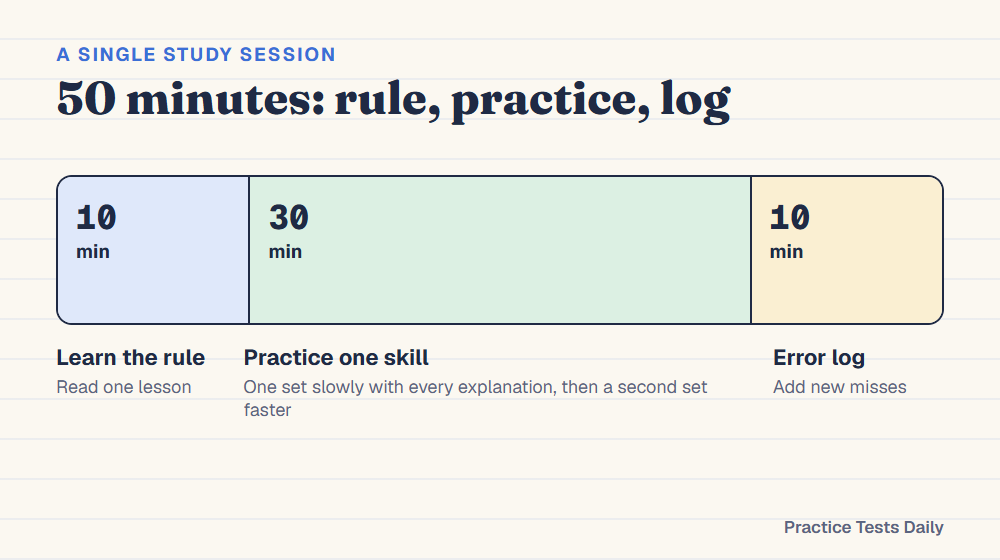 A SINGLE STUDY SESSION
50 minutes: rule, practice, log
10
min
30
min
10
min
Learn the rule
Read one lesson
Practice one skill
One set slowly with every explanation, then a second set
faster
Error log
Add new misses
Practice Tests Daily